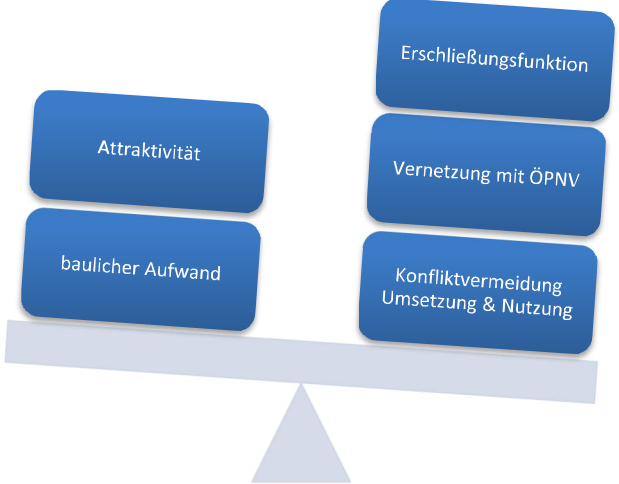 Attraktivität
baulicher Aufwand
Erschließungsfunktion
Vernetzung mit ÖPNV
Konfliktvermeidung
Umsetzung & Nutzung